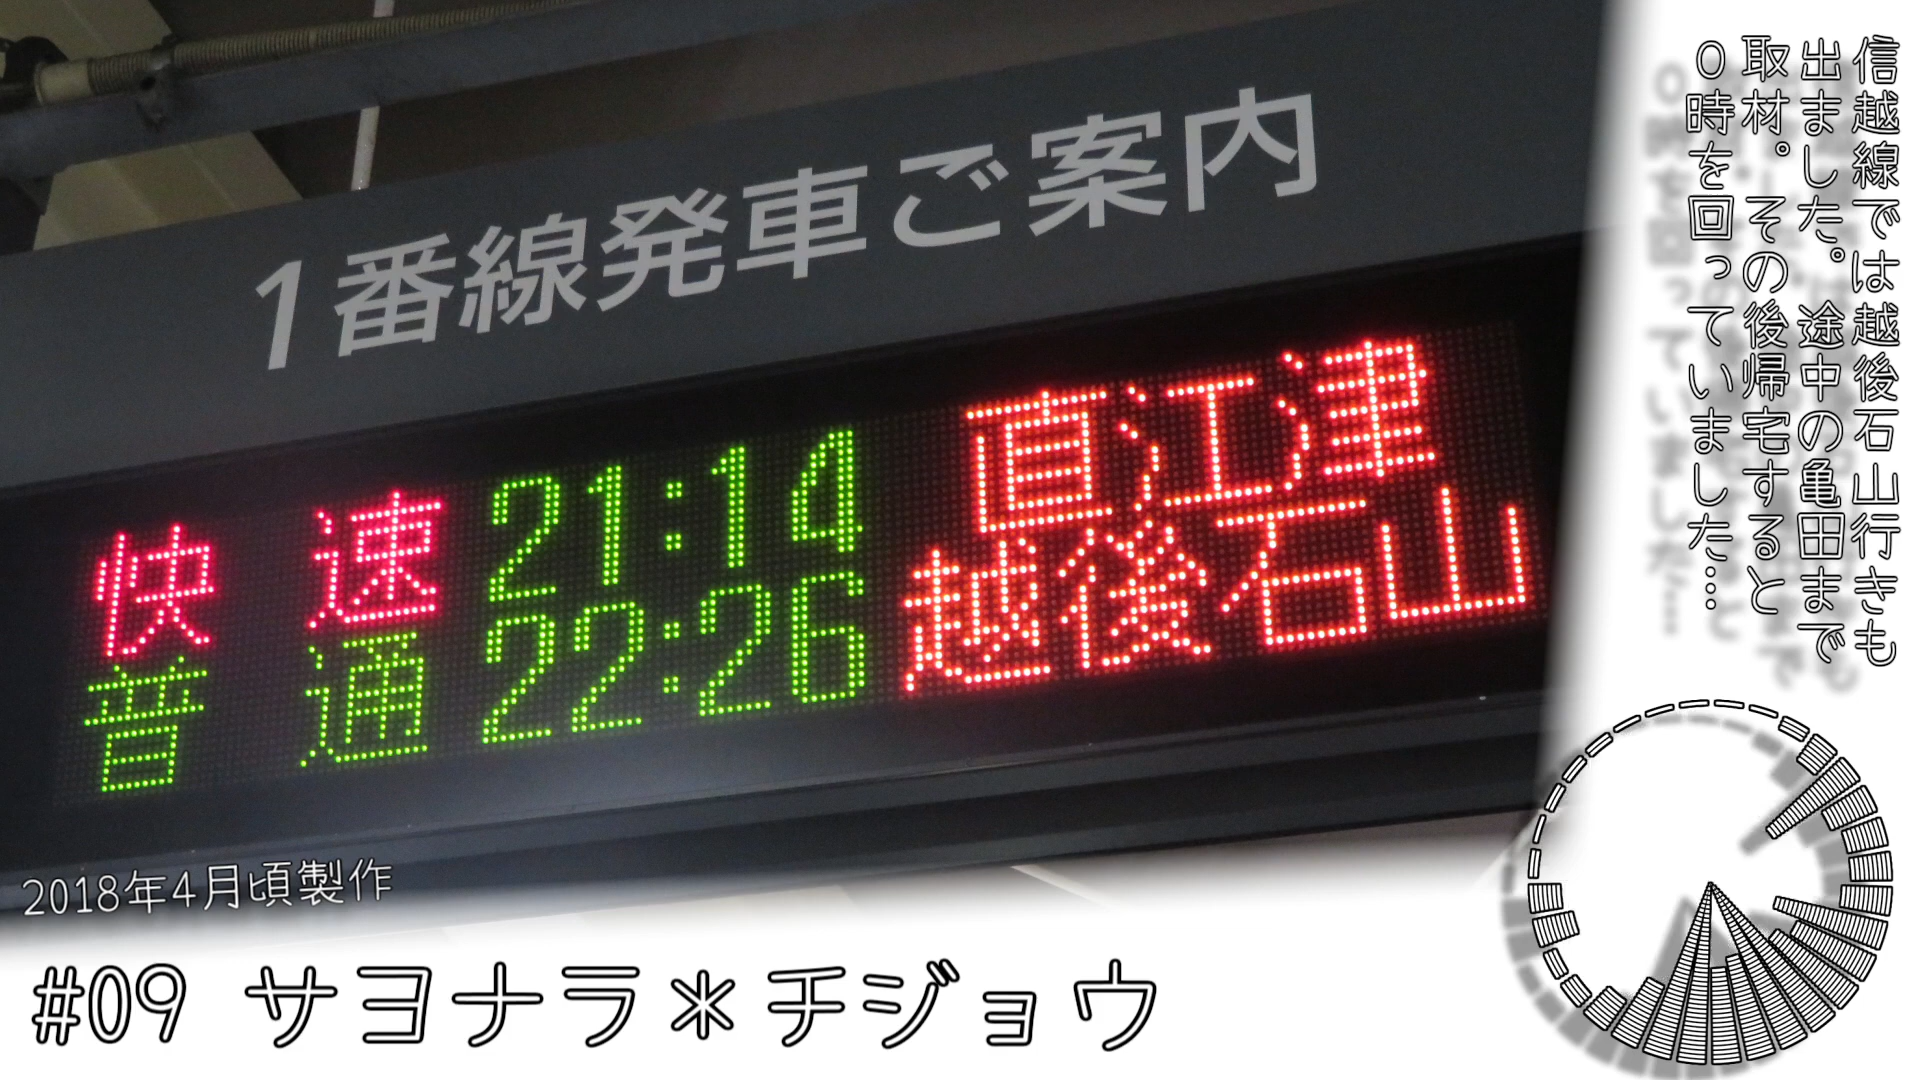 1番線発車ご案内
快速 21:14 直江津
普通 22:26 越後石山
信越線では越後石山行きも
出ました。途中の亀田まで
取材。その後帰宅すると
0時を回っていました…
2018年4月頃製作
#09 サヨナラ＊チジョウ